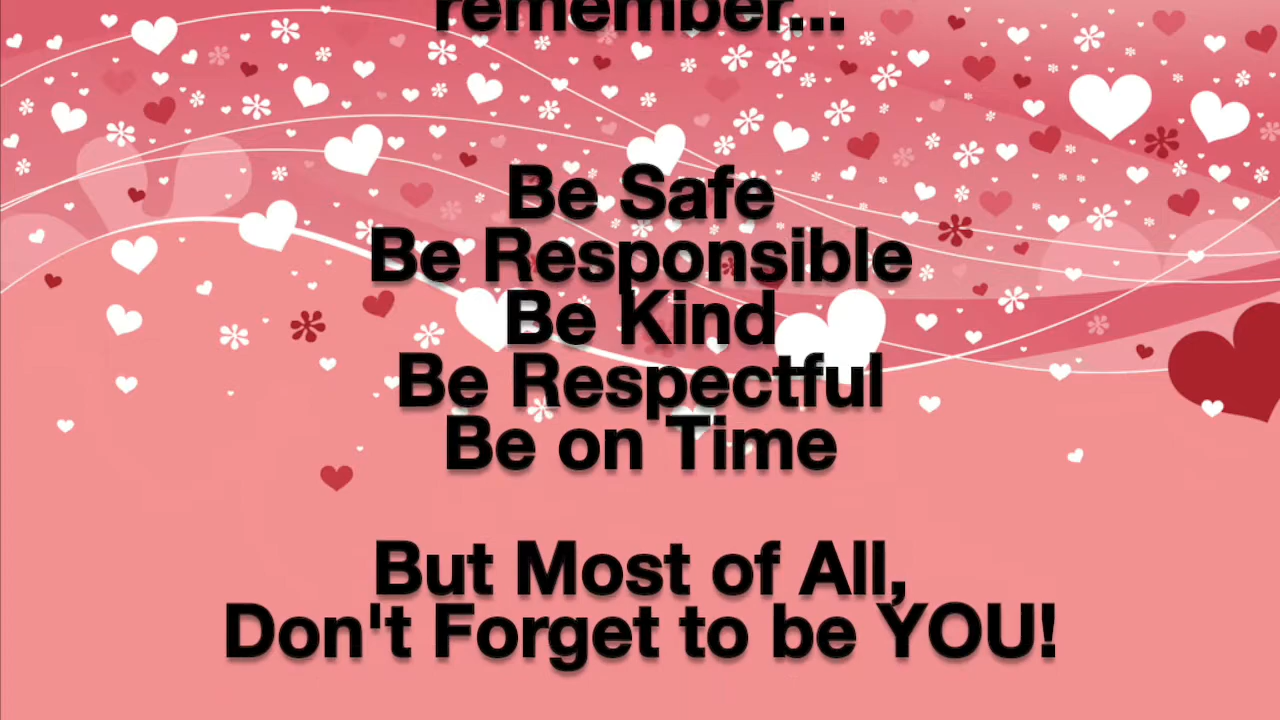 remember...
Be Safe
Be Responsible
Be Kind
Be Respectful
Be on Time
But Most of All,
Don't Forget to be YOU!